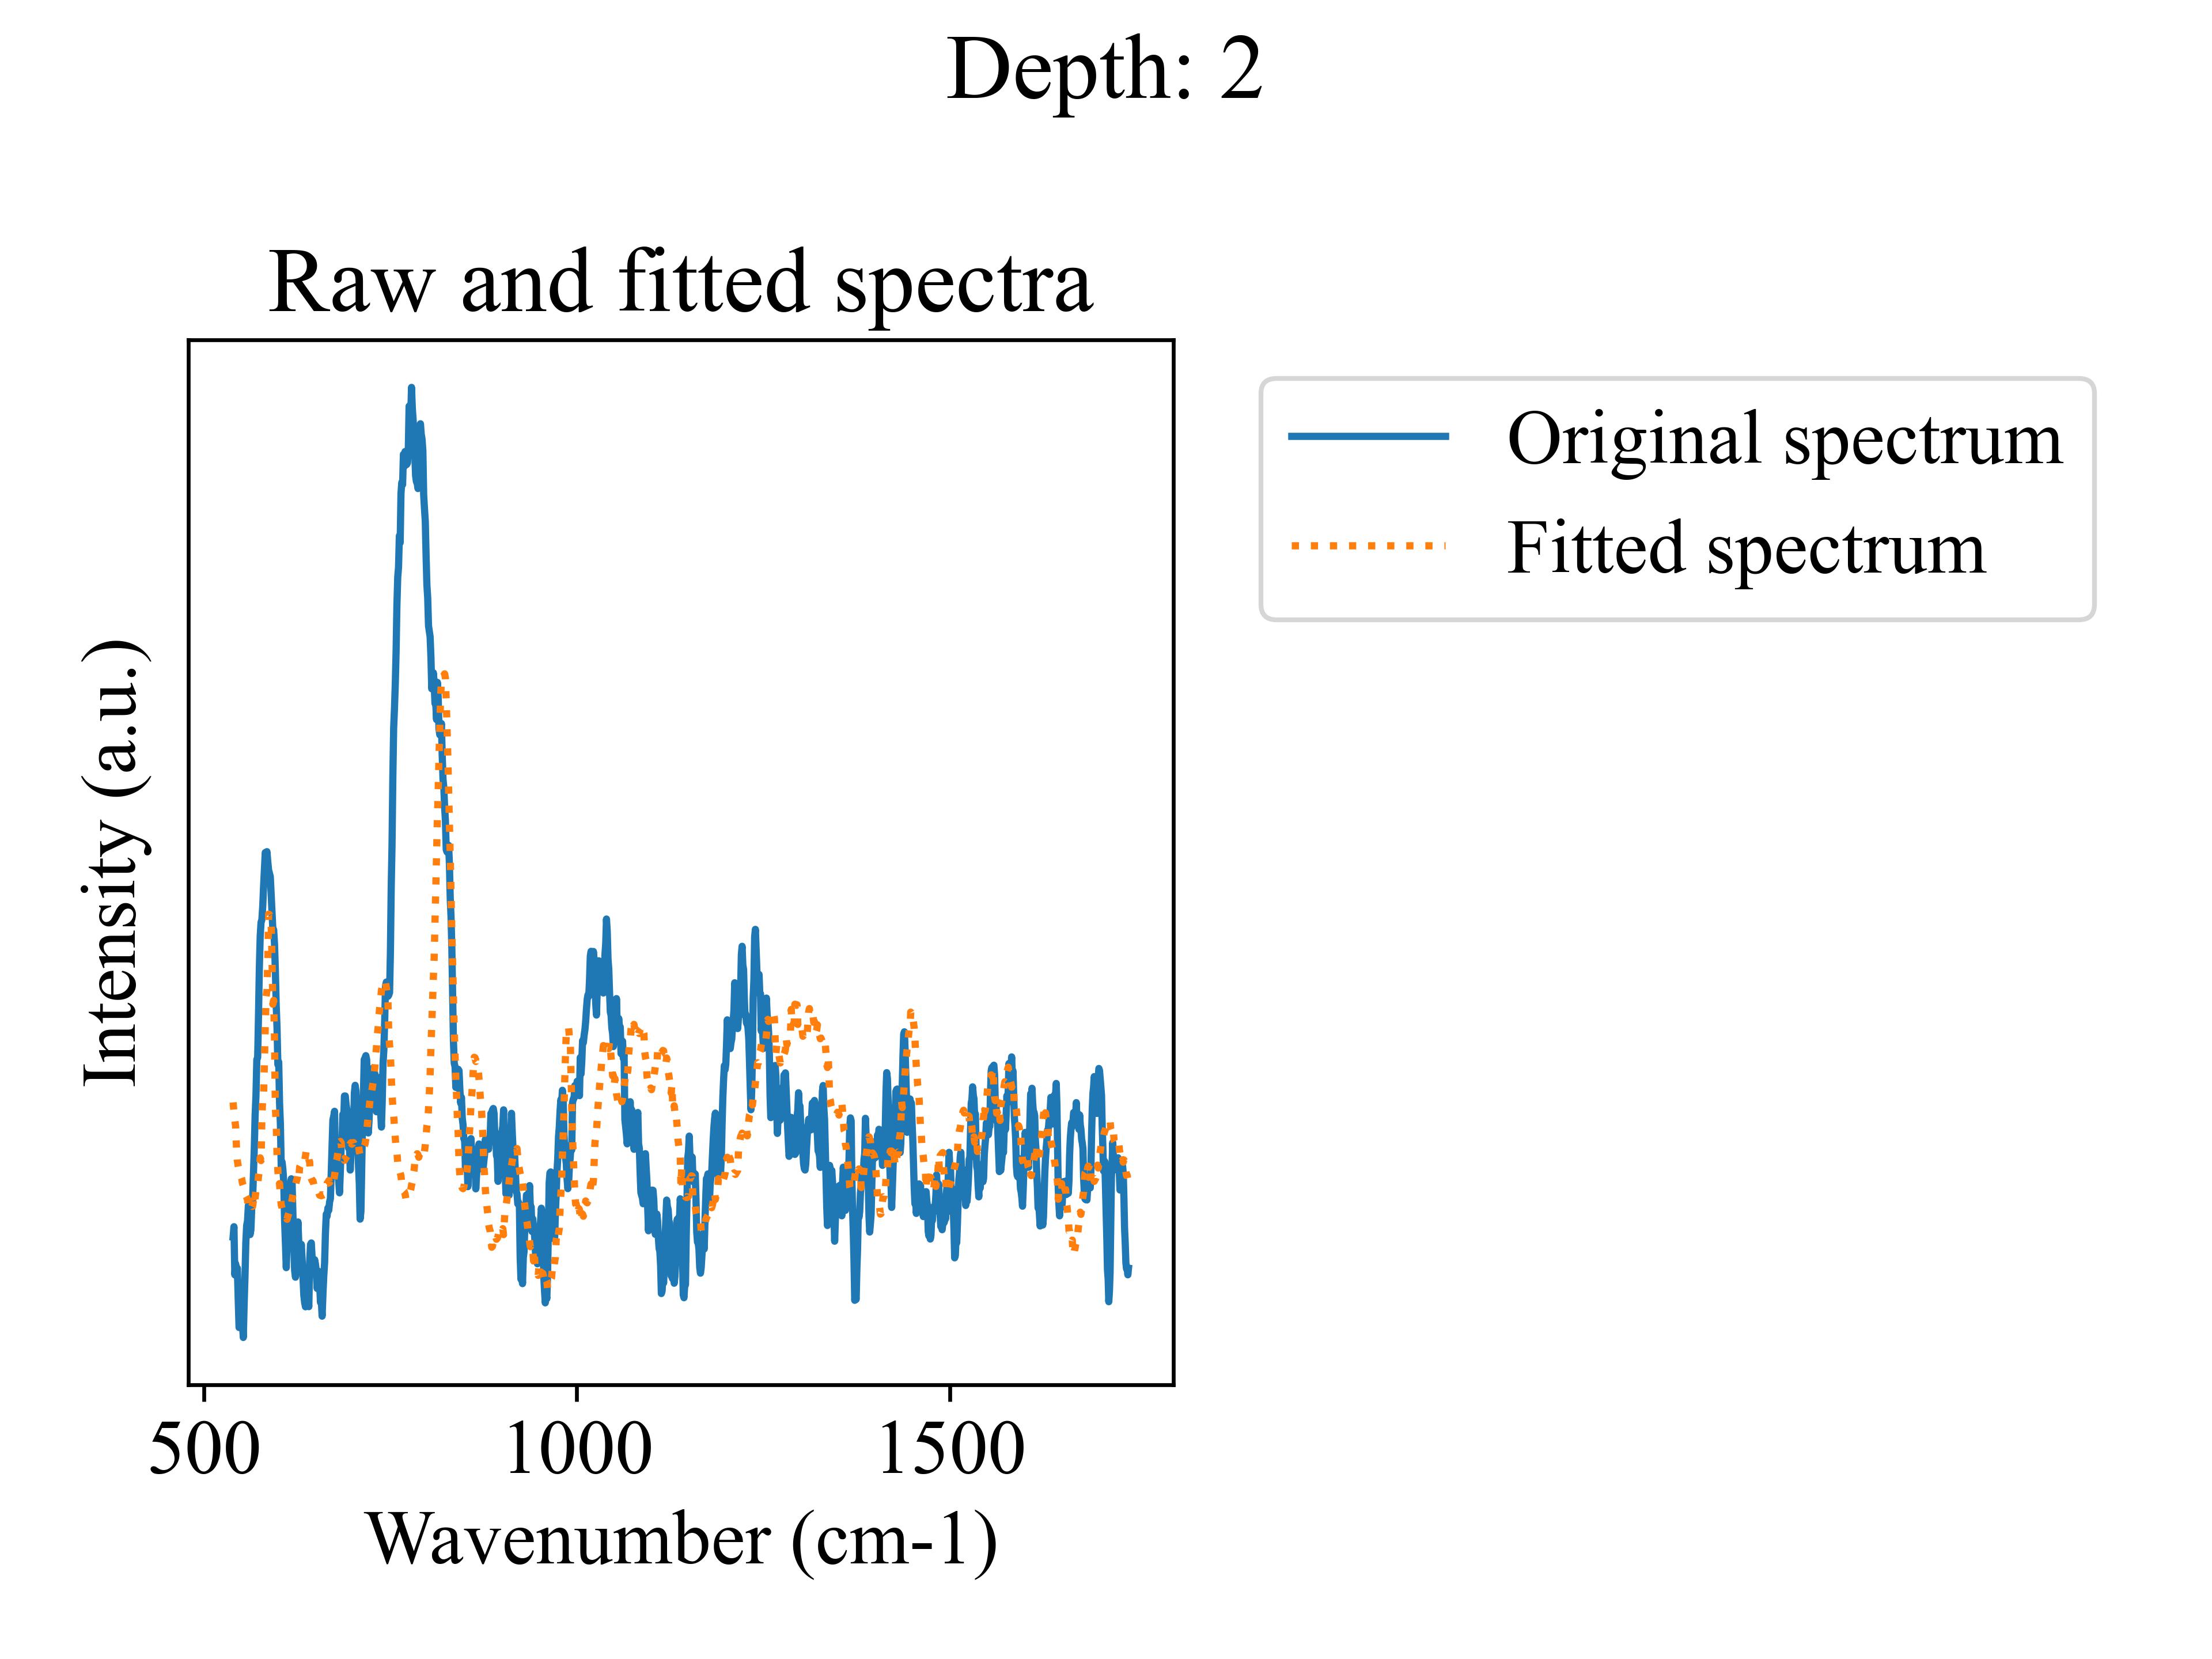 Depth: 2
Raw and fitted spectra
Original spectrum
Fitted spectrum
Intensity (a.u.)
500 1000 1500
Wavenumber (cm-1)